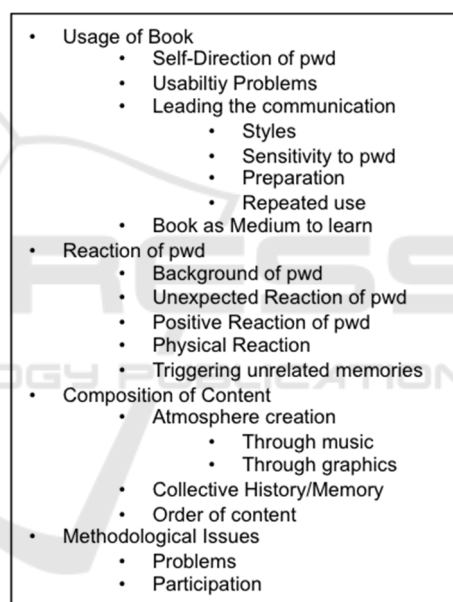 • Usage of Book
• Self-Direction of pwd
• Usabiltiy Problems
• Leading the communication
• Styles
• Sensitivity to pwd
• Preparation
• Repeated use
• Book as Medium to learn
• Reaction of pwd
• Background of pwd
• Unexpected Reaction of pwd
• Positive Reaction of pwd
• Physical Reaction
• Triggering unrelated memories
• Composition of Content
• Atmosphere creation
• Through music
• Through graphics
• Collective History/Memory
• Order of content
• Methodological Issues
• Problems
• Participation